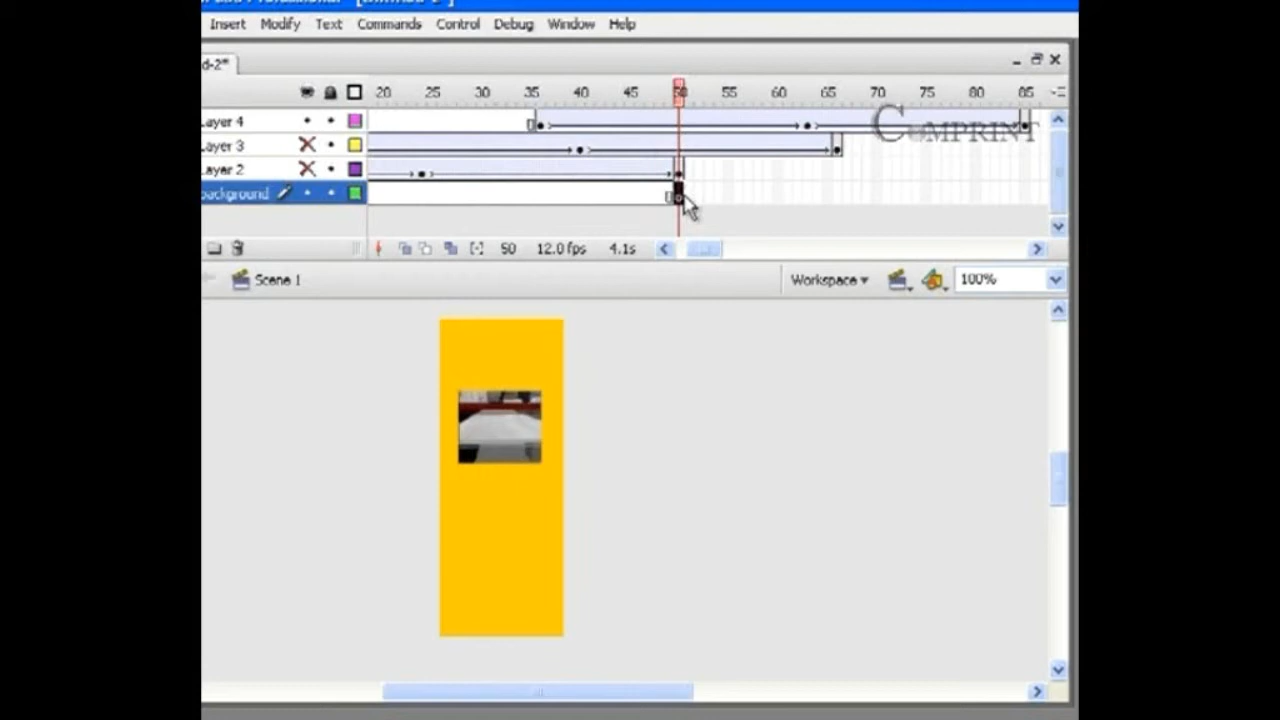 Insert Modify Text Commands Control Debug Window Help
d-2*
20 25 30 35 40 45 50 55 60 65 70 75 80 85
Layer 4
COMPRINT
Layer 3
Layer 2
background
50 12.0 fps 4.1s
Scene 1 Workspace 100%